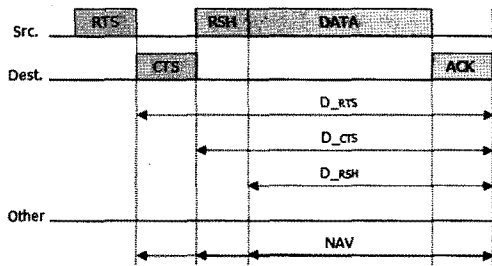 Src. RTS RSH DATA
Dest. CTS ACK
D_RTS
D_CTS
D_RSH
Other
NAV